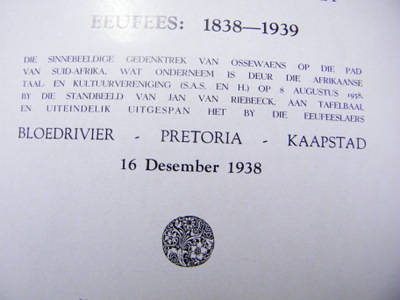 EEUFEES: 1838—1939
DIE SINNEBEELDIGE GEDENKTREK VAN OSSEWAENS OP DIE PAD
VAN SUID-AFRIKA, WAT ONDERNEEM IS DEUR DIE AFRIKAANSE
TAAL- EN KULTUURVERENIGING (S.A.S. EN H.) OP 8 AUGUSTUS 1938,
BY DIE STANDBEELD VAN JAN VAN RIEBEECK, AAN TAFELBAAI
EN UITEINDELIK UITGESPAN HET BY DIE EEUFEESLAERS
BLOEDRIVIER - PRETORIA - KAAPSTAD
16 Desember 1938